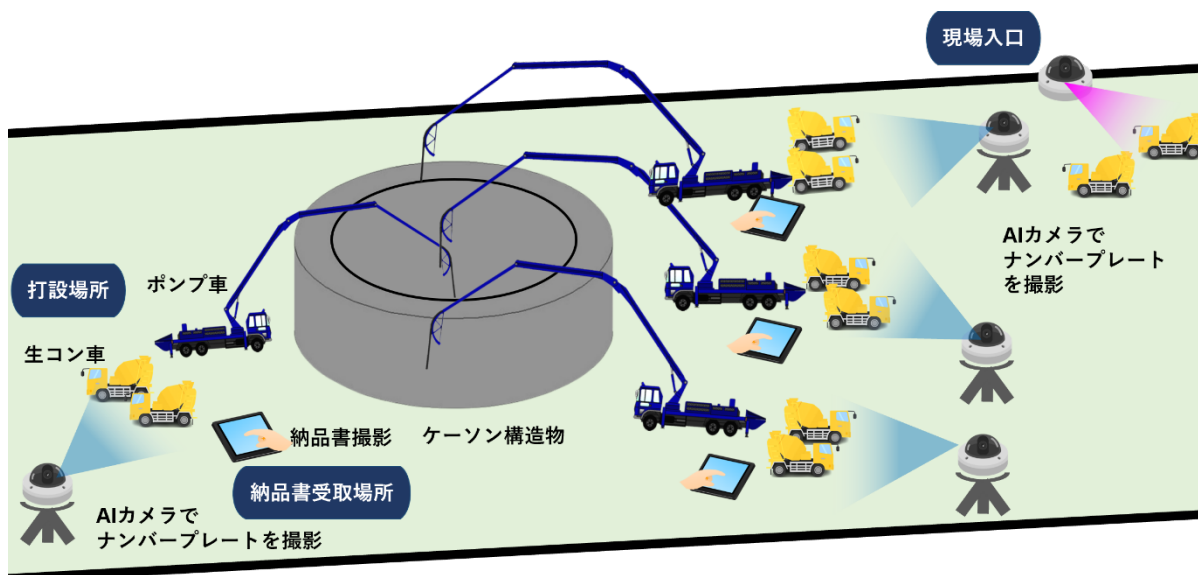 現場入口
AIカメラで
ナンバープレート
を撮影
ポンプ車
打設場所
生コン車
納品書撮影
ケーソン構造物
納品書受取場所
AIカメラで
ナンバープレートを撮影